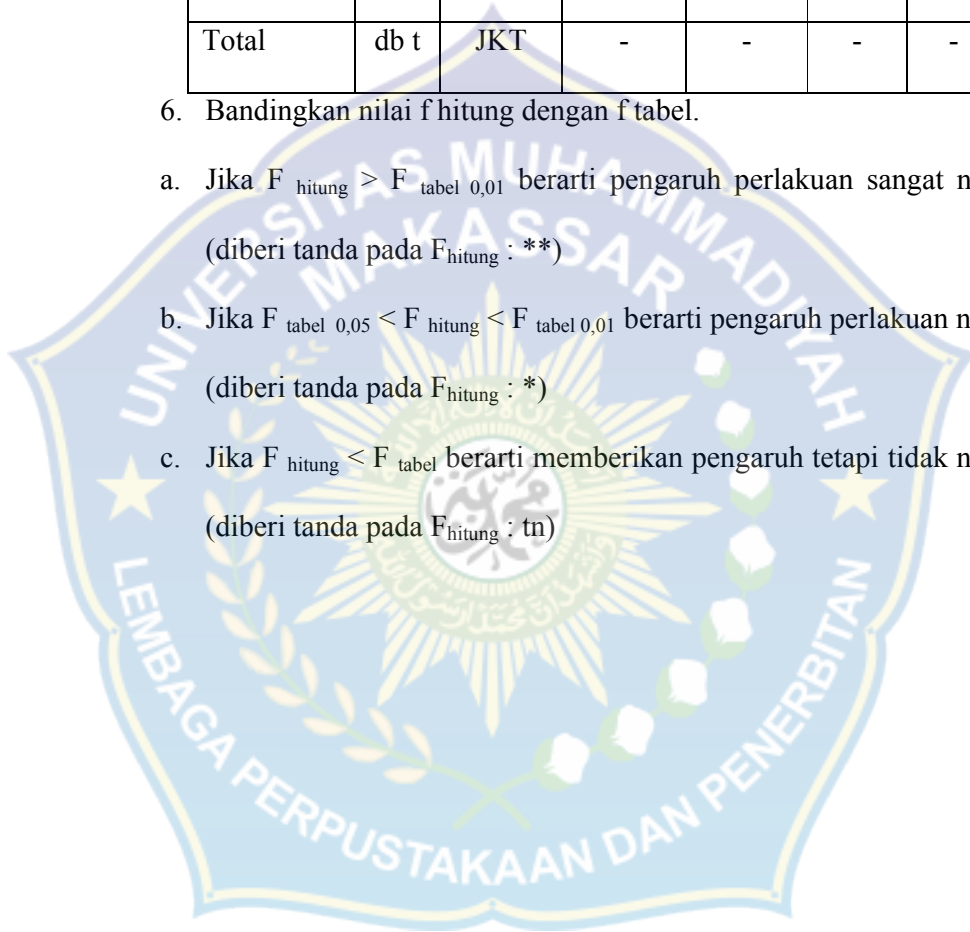 Total db t JKT - - - -
6. Bandingkan nilai f hitung dengan f tabel.
a. Jika F hitung > F tabel 0,01 berarti pengaruh perlakuan sangat n
(diberi tanda pada Fhitung : **)
b. Jika F tabel 0,05 < F hitung < F tabel 0,01 berarti pengaruh perlakuan n
(diberi tanda pada Fhitung : *)
c. Jika F hitung < F tabel berarti memberikan pengaruh tetapi tidak n
(diberi tanda pada Fhitung : tn)
UNIVERSITAS MUHAMMADIYAH
MAKASSAR
LEMBAGA PERPUSTAKAAN DAN PENERBITAN